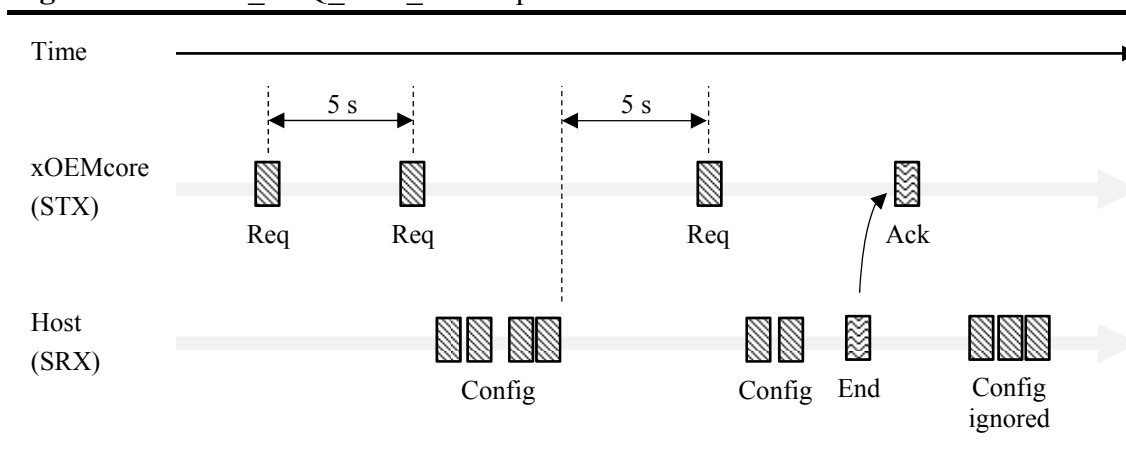 Time
5 s
5 s
xOEMcore
(STX)
Req
Req
Req
Ack
Host
(SRX)
Config
Config
End
Config
ignored